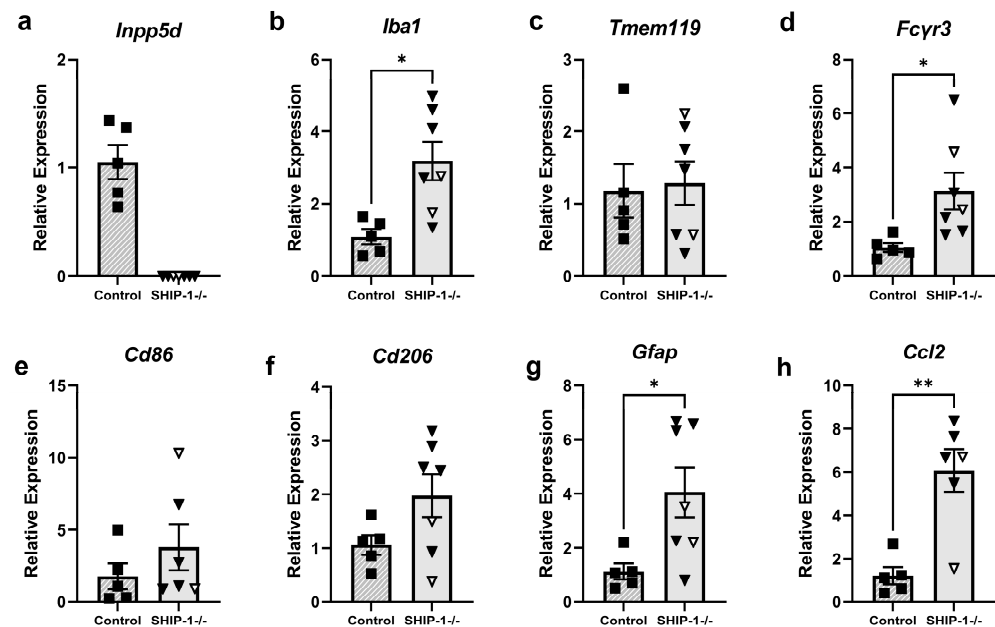 a
Inpp5d
Relative Expression
2
1
0
Control
SHIP-1-/-
b
Iba1
Relative Expression
6
4
2
0
*
Control
SHIP-1-/-
c
Tmem119
Relative Expression
3
2
1
0
Control
SHIP-1-/-
d
Fcγr3
Relative Expression
8
6
4
2
0
*
Control
SHIP-1-/-
e
Cd86
Relative Expression
15
10
5
0
Control
SHIP-1-/-
f
Cd206
Relative Expression
4
3
2
1
0
Control
SHIP-1-/-
g
Gfap
Relative Expression
8
6
4
2
0
*
Control
SHIP-1-/-
h
Ccl2
Relative Expression
10
8
6
4
2
0
**
Control
SHIP-1-/-